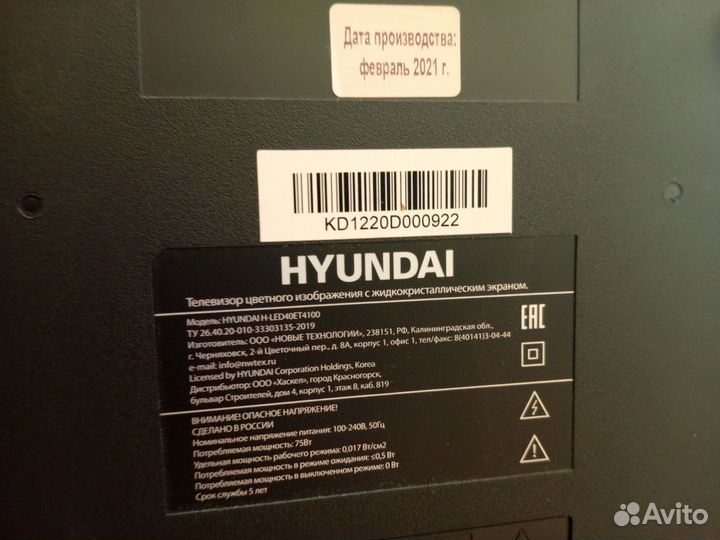 Дата производства:
февраль 2021 г.
KD1220D000922
HYUNDAI
Телевизор цветного изображения с жидкокристаллическим экраном.
Модель: HYUNDAI H-LED40ET4100
ТУ 26.40.20-010-33303135-2019
Изготовитель: ООО «НОВЫЕ ТЕХНОЛОГИИ», 238151, РФ, Калининградская обл.,
г. Черняховск, 2-й Цветочный пер., д. 8А, корпус 1, офис 1, тел/факс: 8(40141)3-04-44
e-mail: info@nwtex.ru
Licensed by HYUNDAI Corporation Holdings, Korea
Дистрибьютор: ООО «Хаскел», город Красногорск,
бульвар Строителей, дом 4, корпус 1, этаж 8, каб. 819
EAC
ВНИМАНИЕ! ОПАСНОЕ НАПРЯЖЕНИЕ!
СДЕЛАНО В РОССИИ
Номинальное напряжение питания: 100-240В, 50Гц
Потребляемая мощность: 75Вт
Удельная мощность рабочего режима: 0,017 Вт/см2
Потребляемая мощность в режиме ожидания: ≤0,5 Вт
Потребляемая мощность в выключенном режиме: 0 Вт
Срок службы 5 лет
Avito